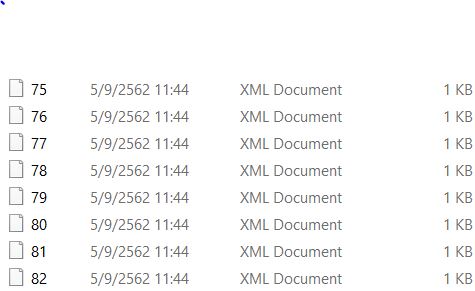 75 5/9/2562 11:44 XML Document 1 KB
76 5/9/2562 11:44 XML Document 1 KB
77 5/9/2562 11:44 XML Document 1 KB
78 5/9/2562 11:44 XML Document 1 KB
79 5/9/2562 11:44 XML Document 1 KB
80 5/9/2562 11:44 XML Document 1 KB
81 5/9/2562 11:44 XML Document 1 KB
82 5/9/2562 11:44 XML Document 1 KB